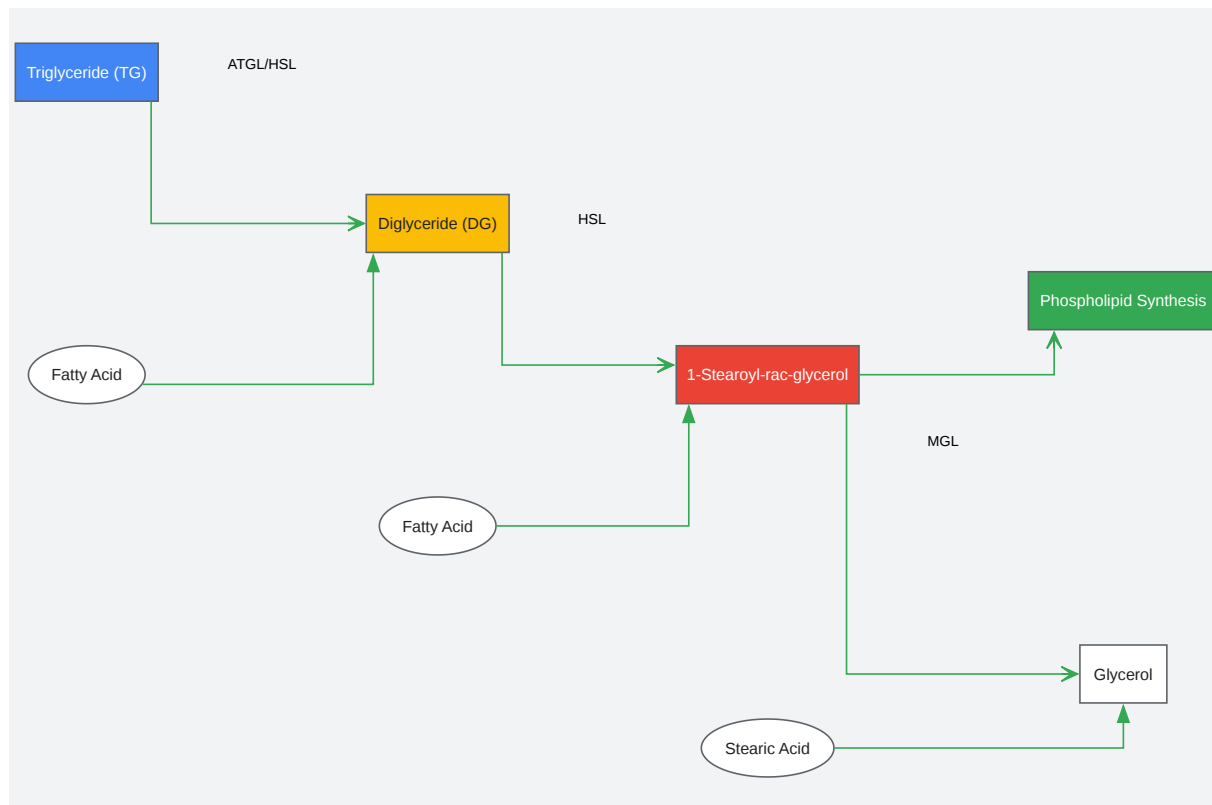 Triglyceride (TG)
ATGL/HSL
Diglyceride (DG)
HSL
Phospholipid Synthesis
Fatty Acid
1-Stearoyl-rac-glycerol
MGL
Fatty Acid
Glycerol
Stearic Acid